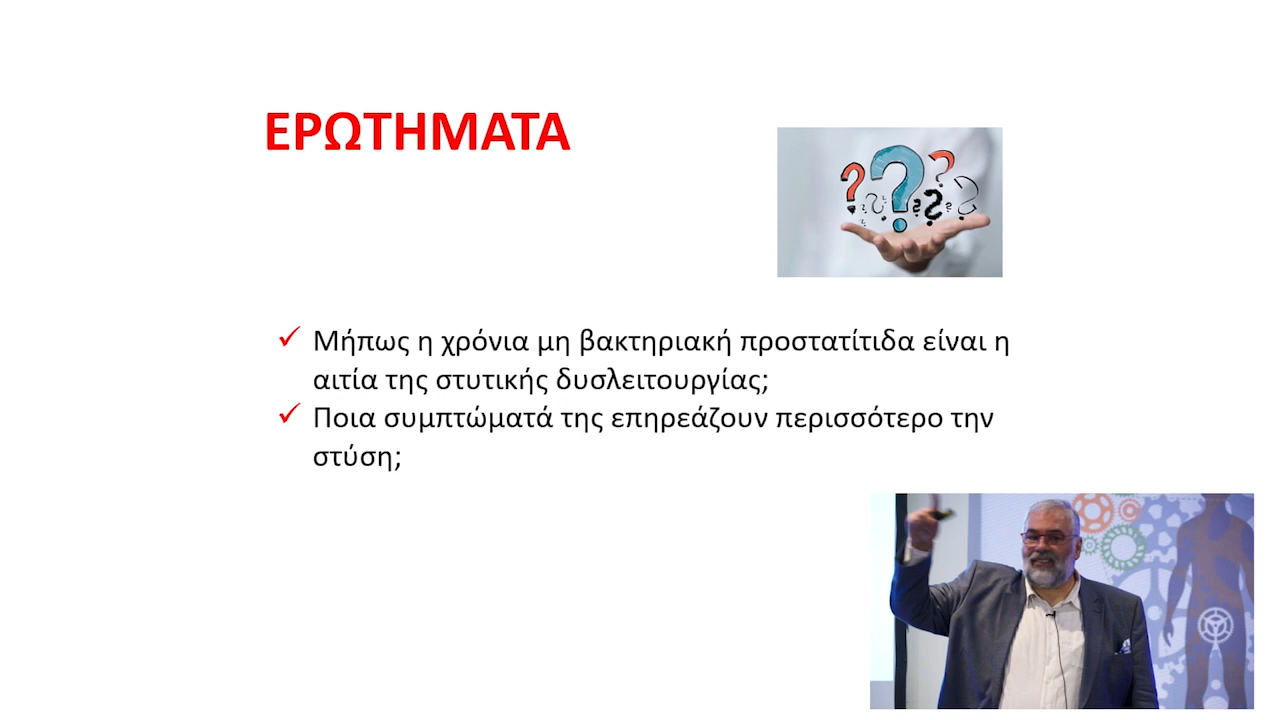 ΕΡΩΤΗΜΑΤΑ
✓ Μήπως η χρόνια μη βακτηριακή προστατίτιδα είναι η
αιτία της στυτικής δυσλειτουργίας;
✓ Ποια συμπτώματά της επηρεάζουν περισσότερο την
στύση;